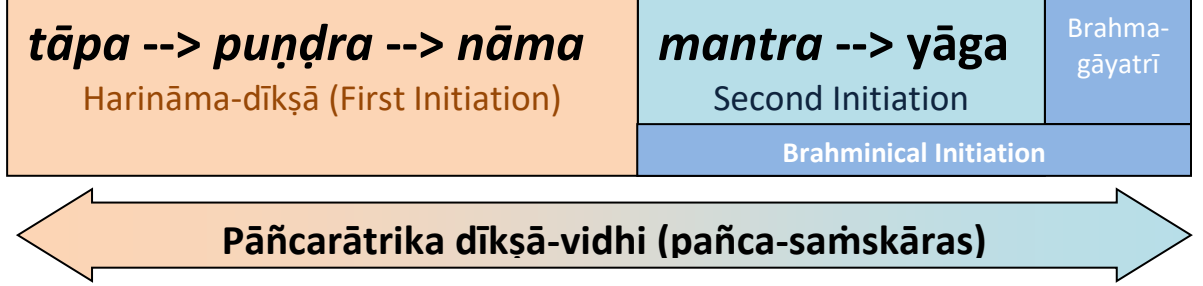 tāpa --> puṇḍra --> nāma
Harināma-dīkṣā (First Initiation)
mantra --> yāga
Second Initiation
Brahma-
gāyatrī
Brahminical Initiation
Pāñcarātrika dīkṣā-vidhi (pañca-saṁskāras)